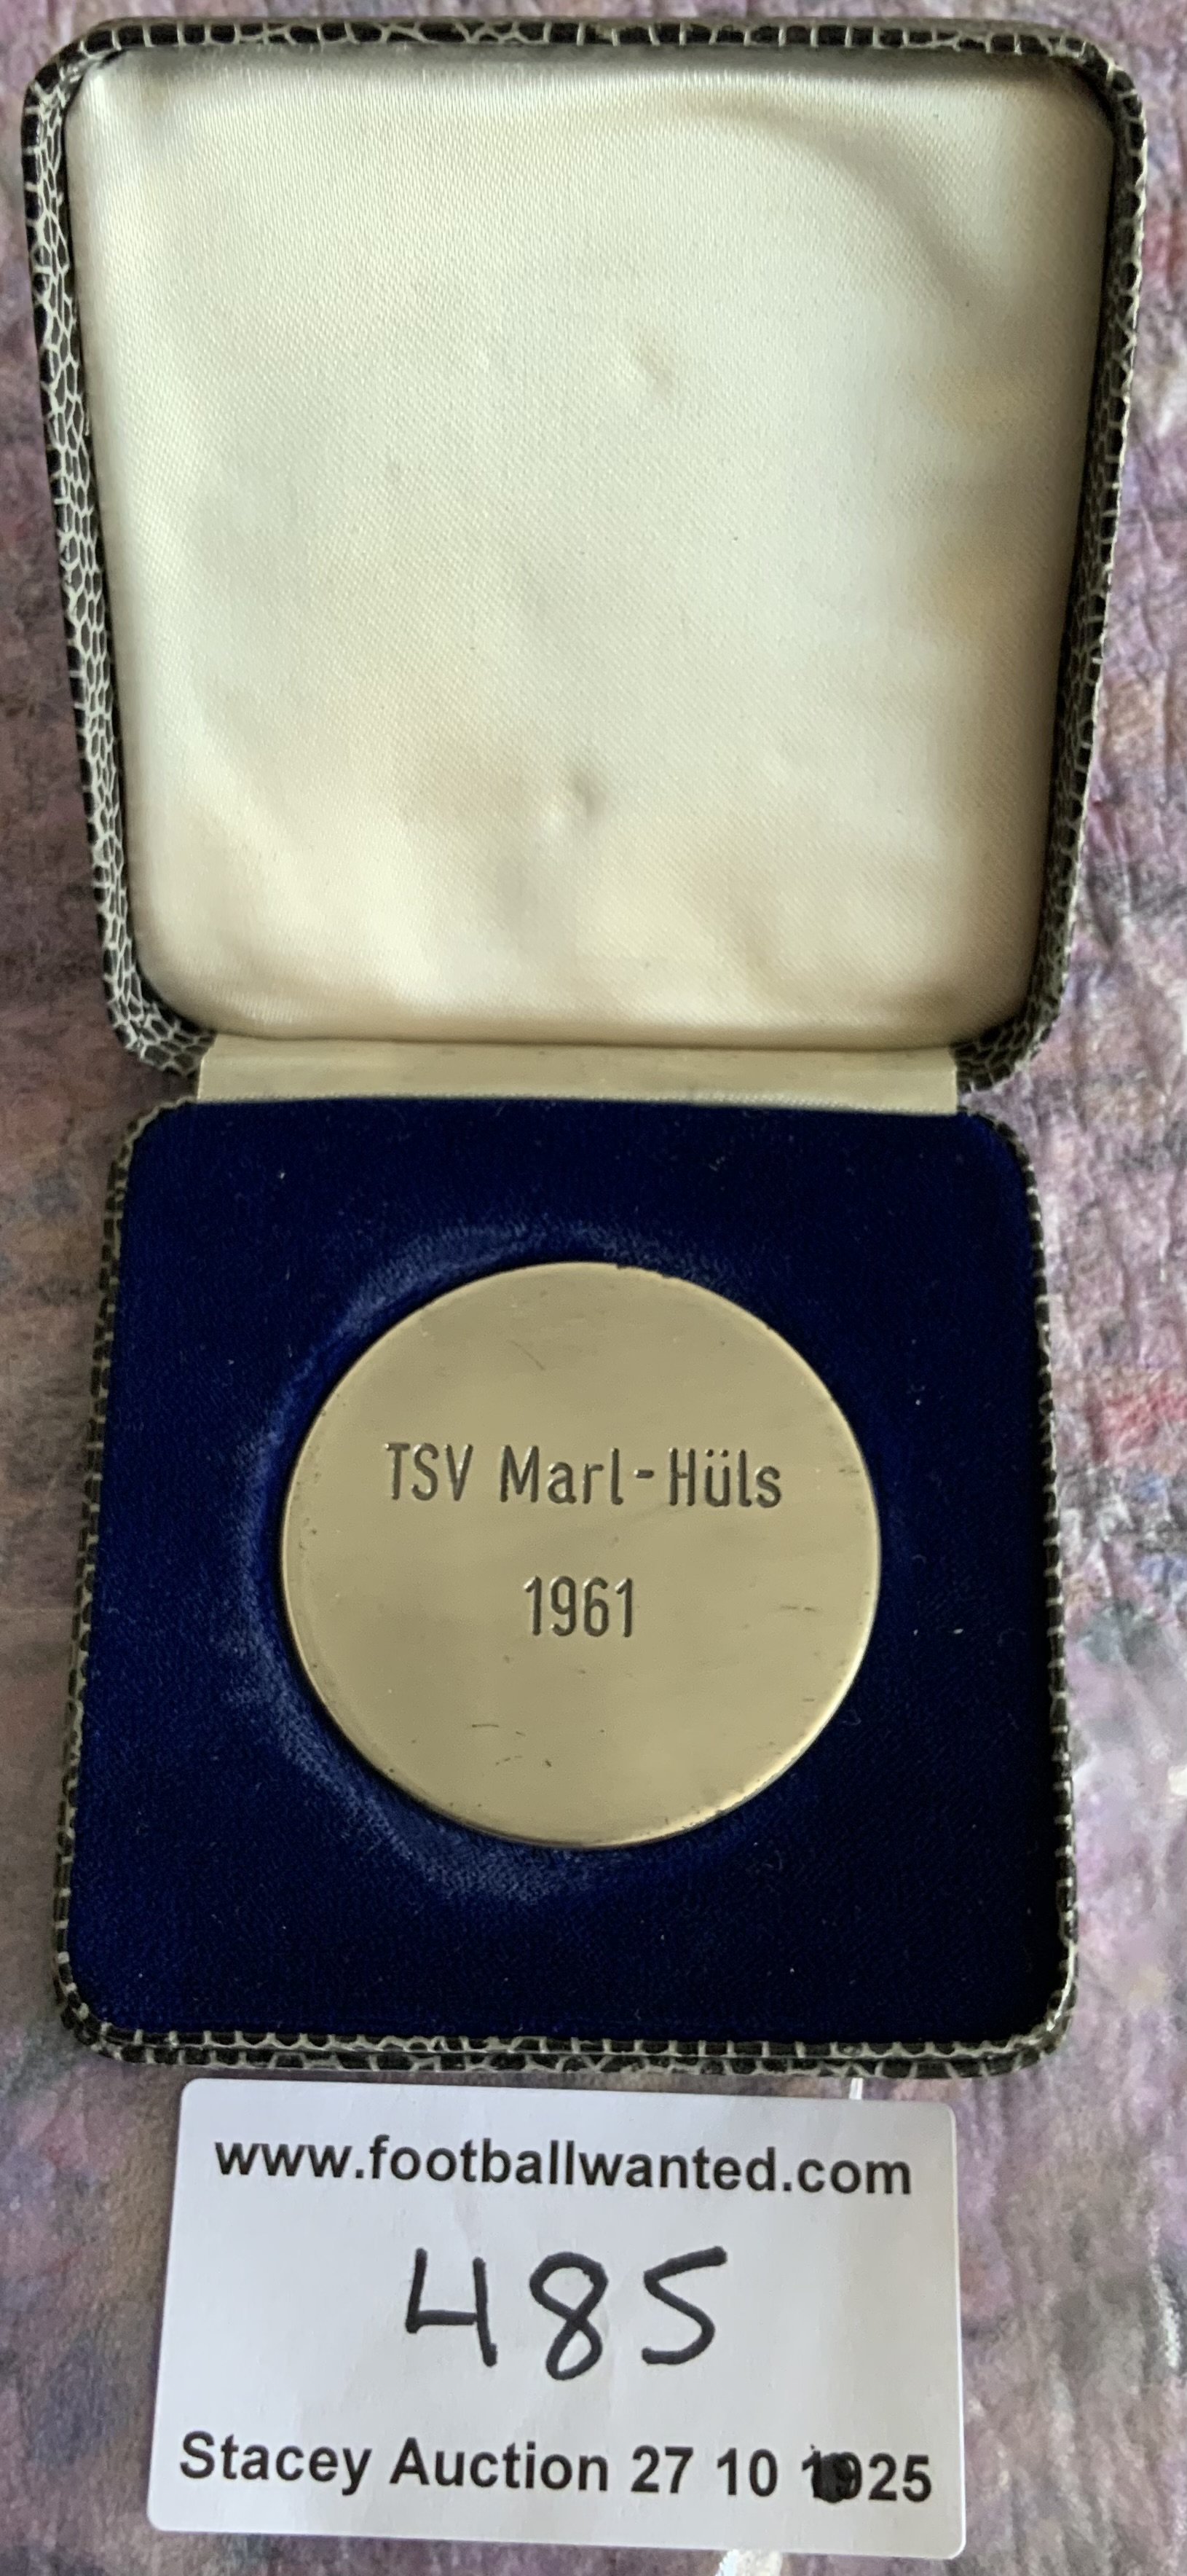 TSV Marl-Hüls
1961
www.footballwanted.com
485
Stacey Auction 27 10 1925